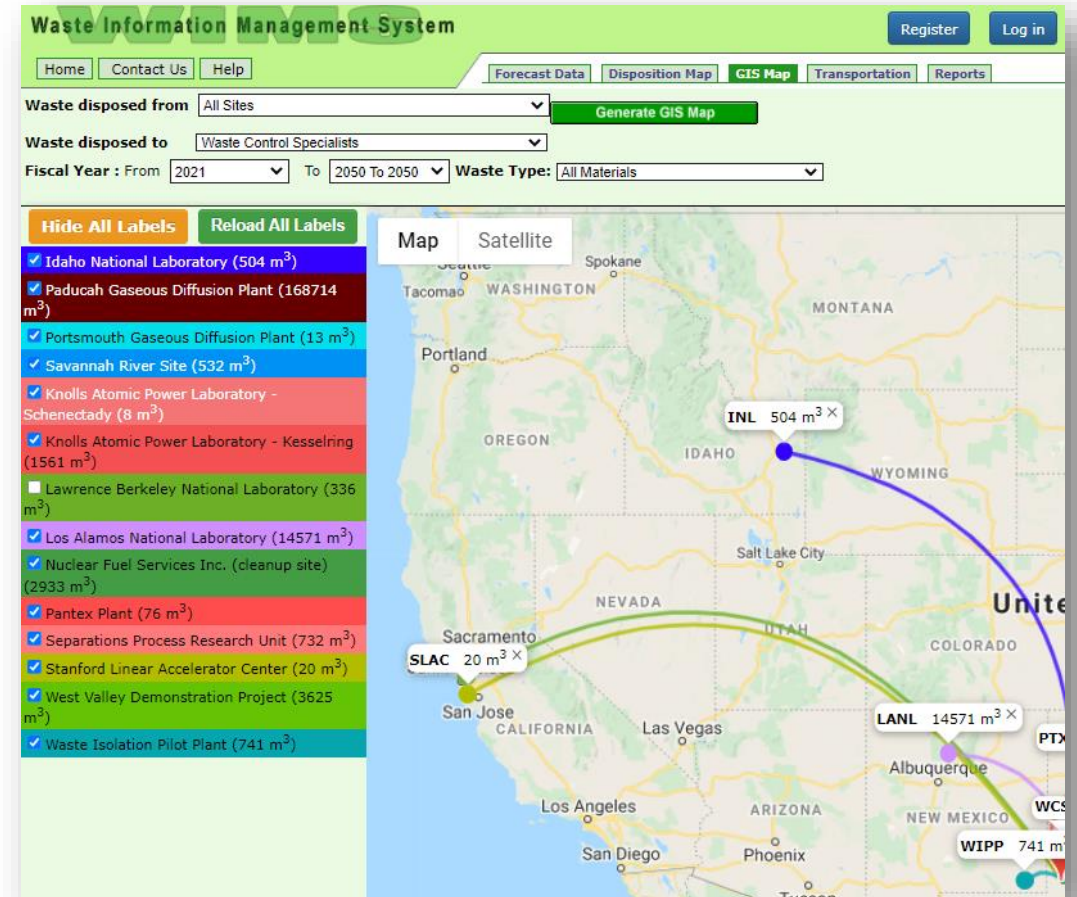 WIMS
Waste Information Management System
Register Log in
Home Contact Us Help
Forecast Data Disposition Map GIS Map Transportation Reports
Waste disposed from All Sites Generate GIS Map
Waste disposed to Waste Control Specialists
Fiscal Year : From 2021 To 2050 To 2050 Waste Type: All Materials
Hide All Labels Reload All Labels
Idaho National Laboratory (504 m³)
Paducah Gaseous Diffusion Plant (168714
m³)
Portsmouth Gaseous Diffusion Plant (13 m³)
Savannah River Site (532 m³)
Knolls Atomic Power Laboratory -
Schenectady (8 m³)
Knolls Atomic Power Laboratory - Kesselring
(1561 m³)
Lawrence Berkeley National Laboratory (336
m³)
Los Alamos National Laboratory (14571 m³)
Nuclear Fuel Services Inc. (cleanup site)
(2933 m³)
Pantex Plant (76 m³)
Separations Process Research Unit (732 m³)
Stanford Linear Accelerator Center (20 m³)
West Valley Demonstration Project (3625
m³)
Waste Isolation Pilot Plant (741 m³)
Map Satellite
Seattle
Spokane
Tacoma
WASHINGTON
MONTANA
Portland
INL 504 m³ ×
OREGON
IDAHO
WYOMING
Salt Lake City
NEVADA
Unite
UTAH
Sacramento
COLORADO
SLAC 20 m³ ×
San Jose
CALIFORNIA
Las Vegas
LANL 14571 m³ ×
PTX
Albuquerque
Los Angeles
ARIZONA
NEW MEXICO
WCS
WIPP 741 m
San Diego
Phoenix
Tucson